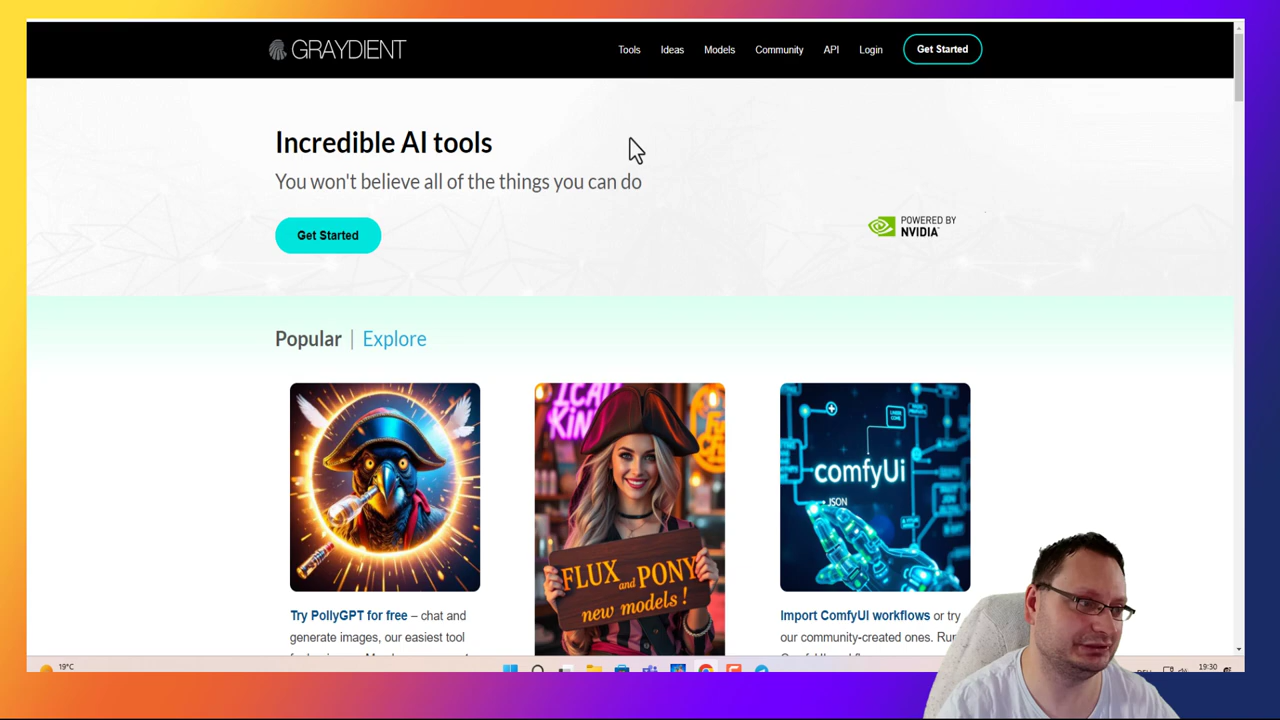 GRAYDIENT
Tools Ideas Models Community API Login Get Started
Incredible AI tools
You won't believe all of the things you can do
Get Started
POWERED BY
NVIDIA
Popular | Explore
FLUX and PONY
new models !
comfyUi
JSON
Try PollyGPT for free – chat and
generate images, our easiest tool
Import ComfyUI workflows or try
our community-created ones. Run
19°C
19:30